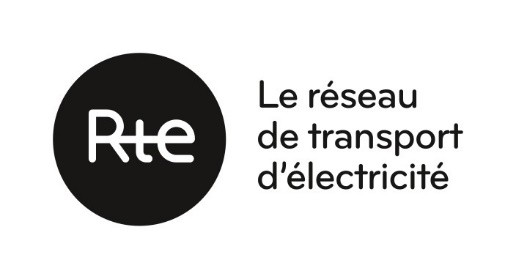 Rte
Le réseau
de transport
d'électricité